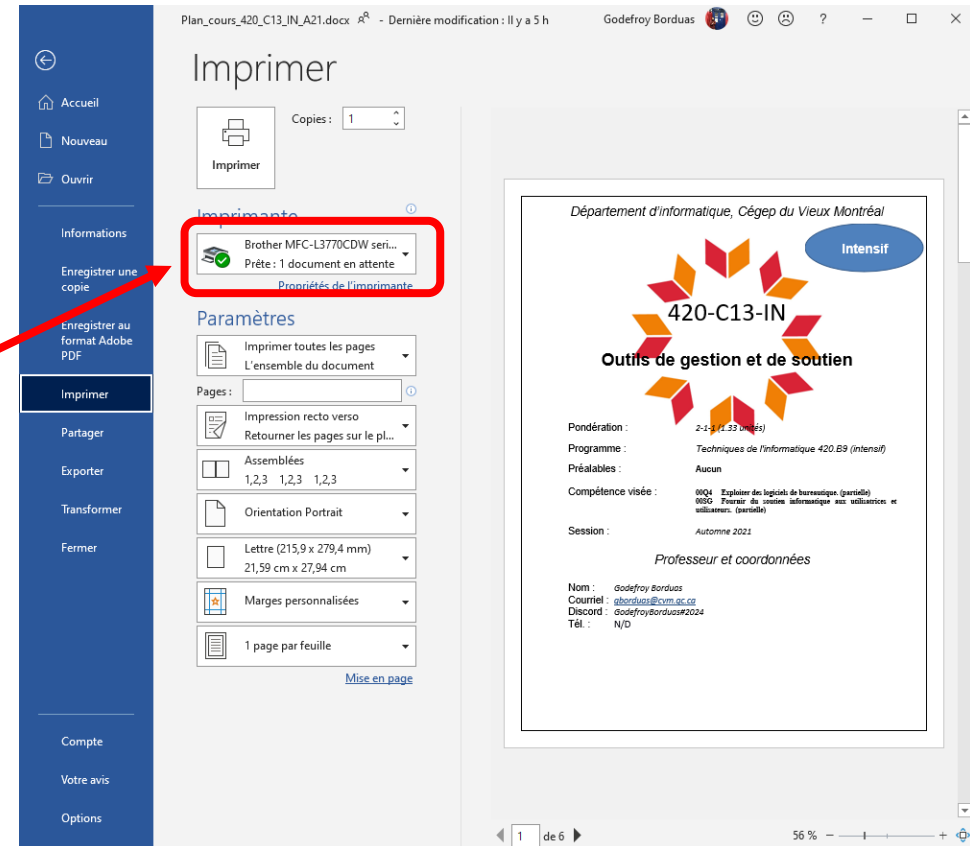 Plan_cours_420_C13_IN_A21.docx - Dernière modification : Il y a 5 h
Godefroy Borduas
?
Accueil
Nouveau
Ouvrir
Informations
Enregistrer une
copie
Enregistrer au
format Adobe
PDF
Imprimer
Partager
Exporter
Transformer
Fermer
Compte
Votre avis
Options
Imprimer
Copies : 1
Imprimer
Imprimante
Brother MFC-L3770CDW seri...
Prête : 1 document en attente
Propriétés de l'imprimante
Paramètres
Imprimer toutes les pages
L'ensemble du document
Pages :
Impression recto verso
Retourner les pages sur le pl...
Assemblées
1,2,3 1,2,3 1,2,3
Orientation Portrait
Lettre (215,9 x 279,4 mm)
21,59 cm x 27,94 cm
Marges personnalisées
1 page par feuille
Mise en page
Département d'informatique, Cégep du Vieux Montréal
Intensif
420-C13-IN
Outils de gestion et de soutien
Pondération : 2-1-1 (1.33 unités)
Programme : Techniques de l'informatique 420.B9 (intensif)
Préalables : Aucun
Compétence visée : 00Q4 Exploiter des logiciels de bureautique. (partielle)
00SG Fournir du soutien informatique aux utilisatrices et
utilisateurs. (partielle)
Session : Automne 2021
Professeur et coordonnées
Nom : Godefroy Borduas
Courriel : gborduas@cvm.qc.ca
Discord : GodefroyBorduas#2024
Tél. : N/D
1 de 6
56 %